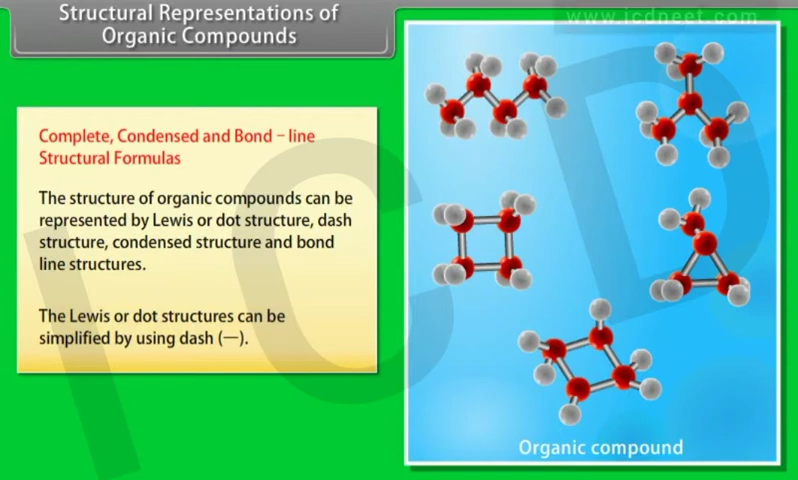 Structural Representations of
Organic Compounds
www.icdneet.com
Complete, Condensed and Bond – line
Structural Formulas
The structure of organic compounds can be
represented by Lewis or dot structure, dash
structure, condensed structure and bond
line structures.
The Lewis or dot structures can be
simplified by using dash (—).
Organic compound
I C D